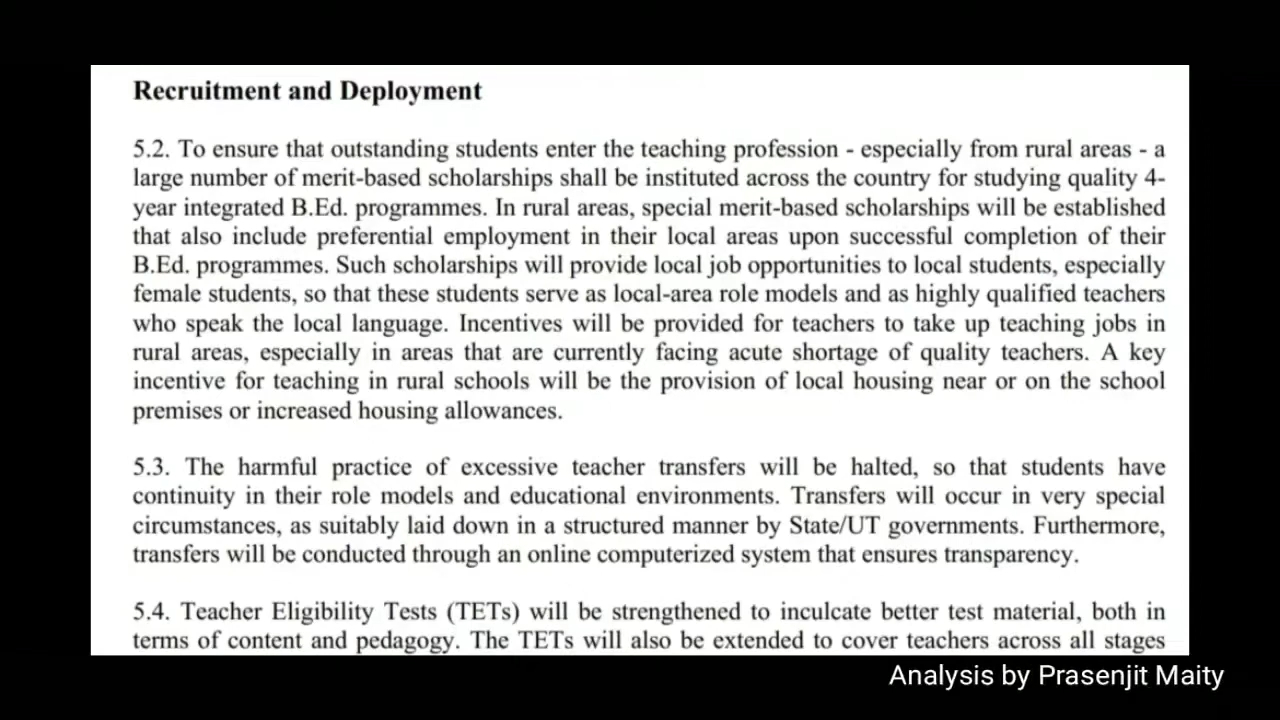 Recruitment and Deployment
5.2. To ensure that outstanding students enter the teaching profession - especially from rural areas - a
large number of merit-based scholarships shall be instituted across the country for studying quality 4-
year integrated B.Ed. programmes. In rural areas, special merit-based scholarships will be established
that also include preferential employment in their local areas upon successful completion of their
B.Ed. programmes. Such scholarships will provide local job opportunities to local students, especially
female students, so that these students serve as local-area role models and as highly qualified teachers
who speak the local language. Incentives will be provided for teachers to take up teaching jobs in
rural areas, especially in areas that are currently facing acute shortage of quality teachers. A key
incentive for teaching in rural schools will be the provision of local housing near or on the school
premises or increased housing allowances.
5.3. The harmful practice of excessive teacher transfers will be halted, so that students have
continuity in their role models and educational environments. Transfers will occur in very special
circumstances, as suitably laid down in a structured manner by State/UT governments. Furthermore,
transfers will be conducted through an online computerized system that ensures transparency.
5.4. Teacher Eligibility Tests (TETs) will be strengthened to inculcate better test material, both in
terms of content and pedagogy. The TETs will also be extended to cover teachers across all stages
Analysis by Prasenjit Maity